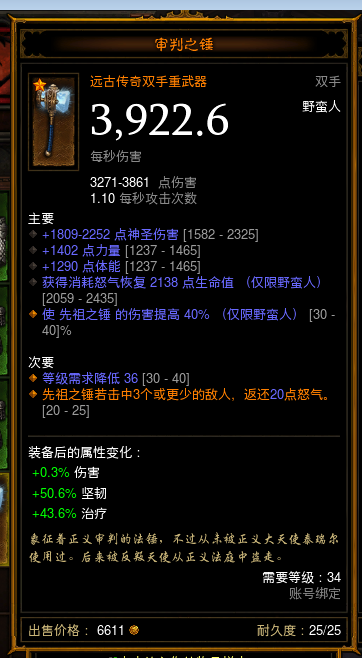 审判之锤
远古传奇双手重武器 双手
3,922.6 野蛮人
每秒伤害
3271-3861 点伤害
1.10 每秒攻击次数
主要
+1809-2252 点神圣伤害 [1582 - 2325]
+1402 点力量 [1237 - 1465]
+1290 点体能 [1237 - 1465]
获得消耗怒气恢复 2138 点生命值 （仅限野蛮人）
[2059 - 2435]
使 先祖之锤 的伤害提高 40% （仅限野蛮人） [30 -
40]%
次要
等级需求降低 36 [30 - 40]
先祖之锤若击中3个或更少的敌人，返还20点怒气。
[20 - 25]
装备后的属性变化：
+0.3% 伤害
+50.6% 坚韧
+43.6% 治疗
象征着正义审判的法锤，不过从未被正义大天使泰瑞尔
使用过。后来被反叛天使从正义法庭中盗走。
需要等级：34
账号绑定
出售价格： 6611 耐久度：25/25